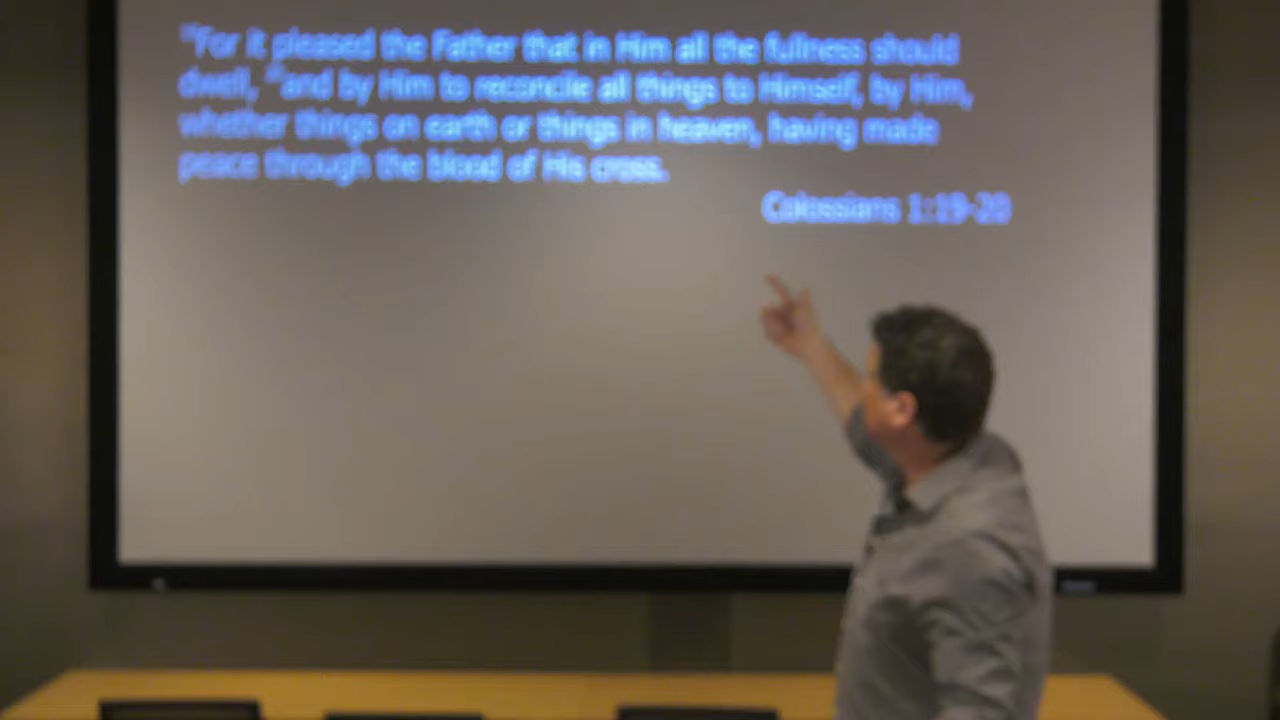 "For it pleased the Father that in Him all the fullness should
dwell, "and by Him to reconcile all things to Himself, by Him,
whether things on earth or things in heaven, having made
peace through the blood of His cross.
Colossians 1:19-20